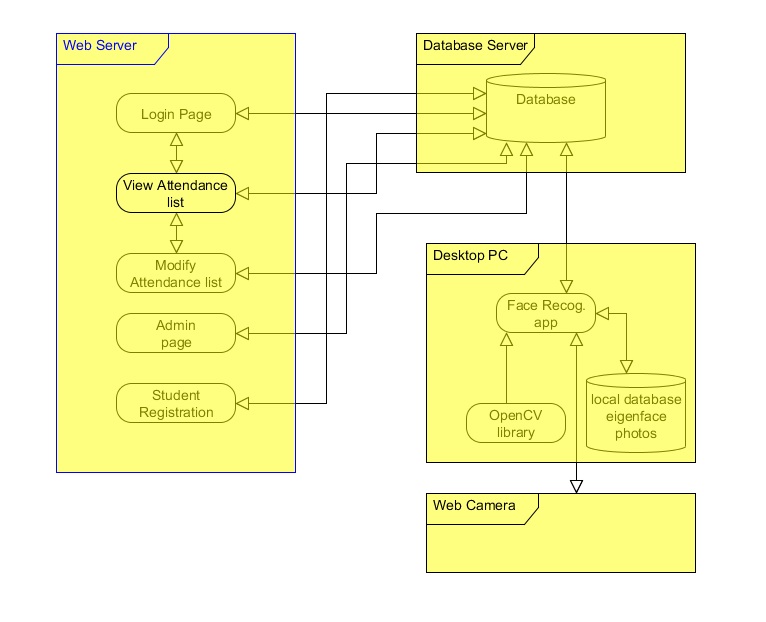 Web Server
Login Page
View Attendance
list
Modify
Attendance list
Admin
page
Student
Registration
Database Server
Database
Desktop PC
Face Recog.
app
OpenCV
library
local database
eigenface
photos
Web Camera